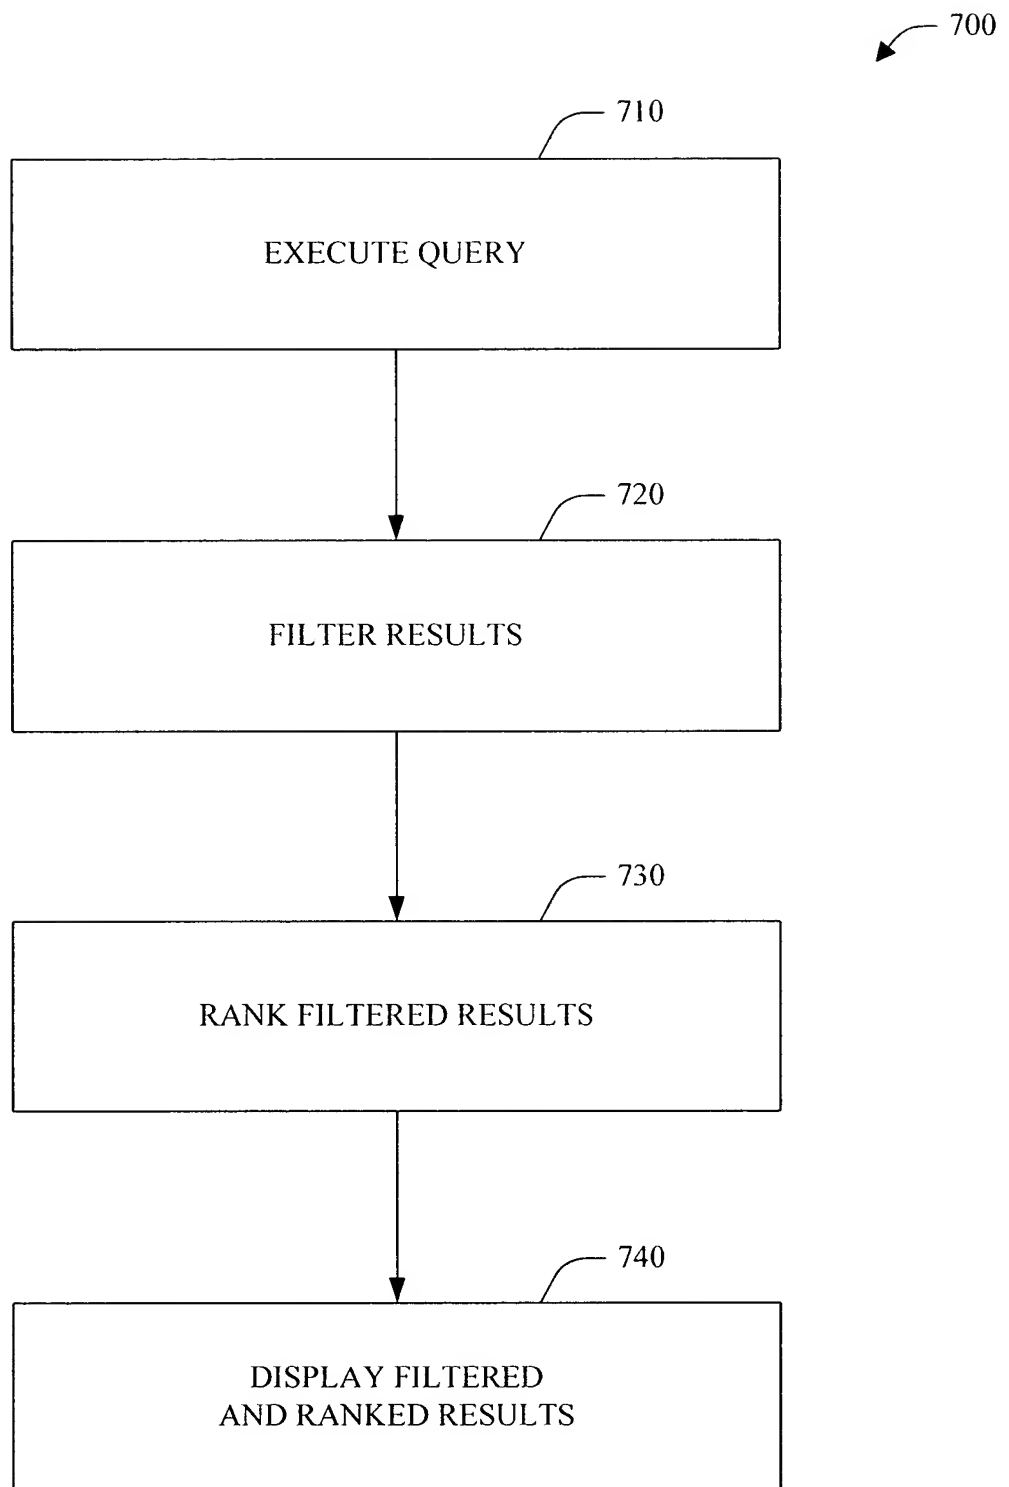 700
710
EXECUTE QUERY
720
FILTER RESULTS
730
RANK FILTERED RESULTS
740
DISPLAY FILTERED
AND RANKED RESULTS